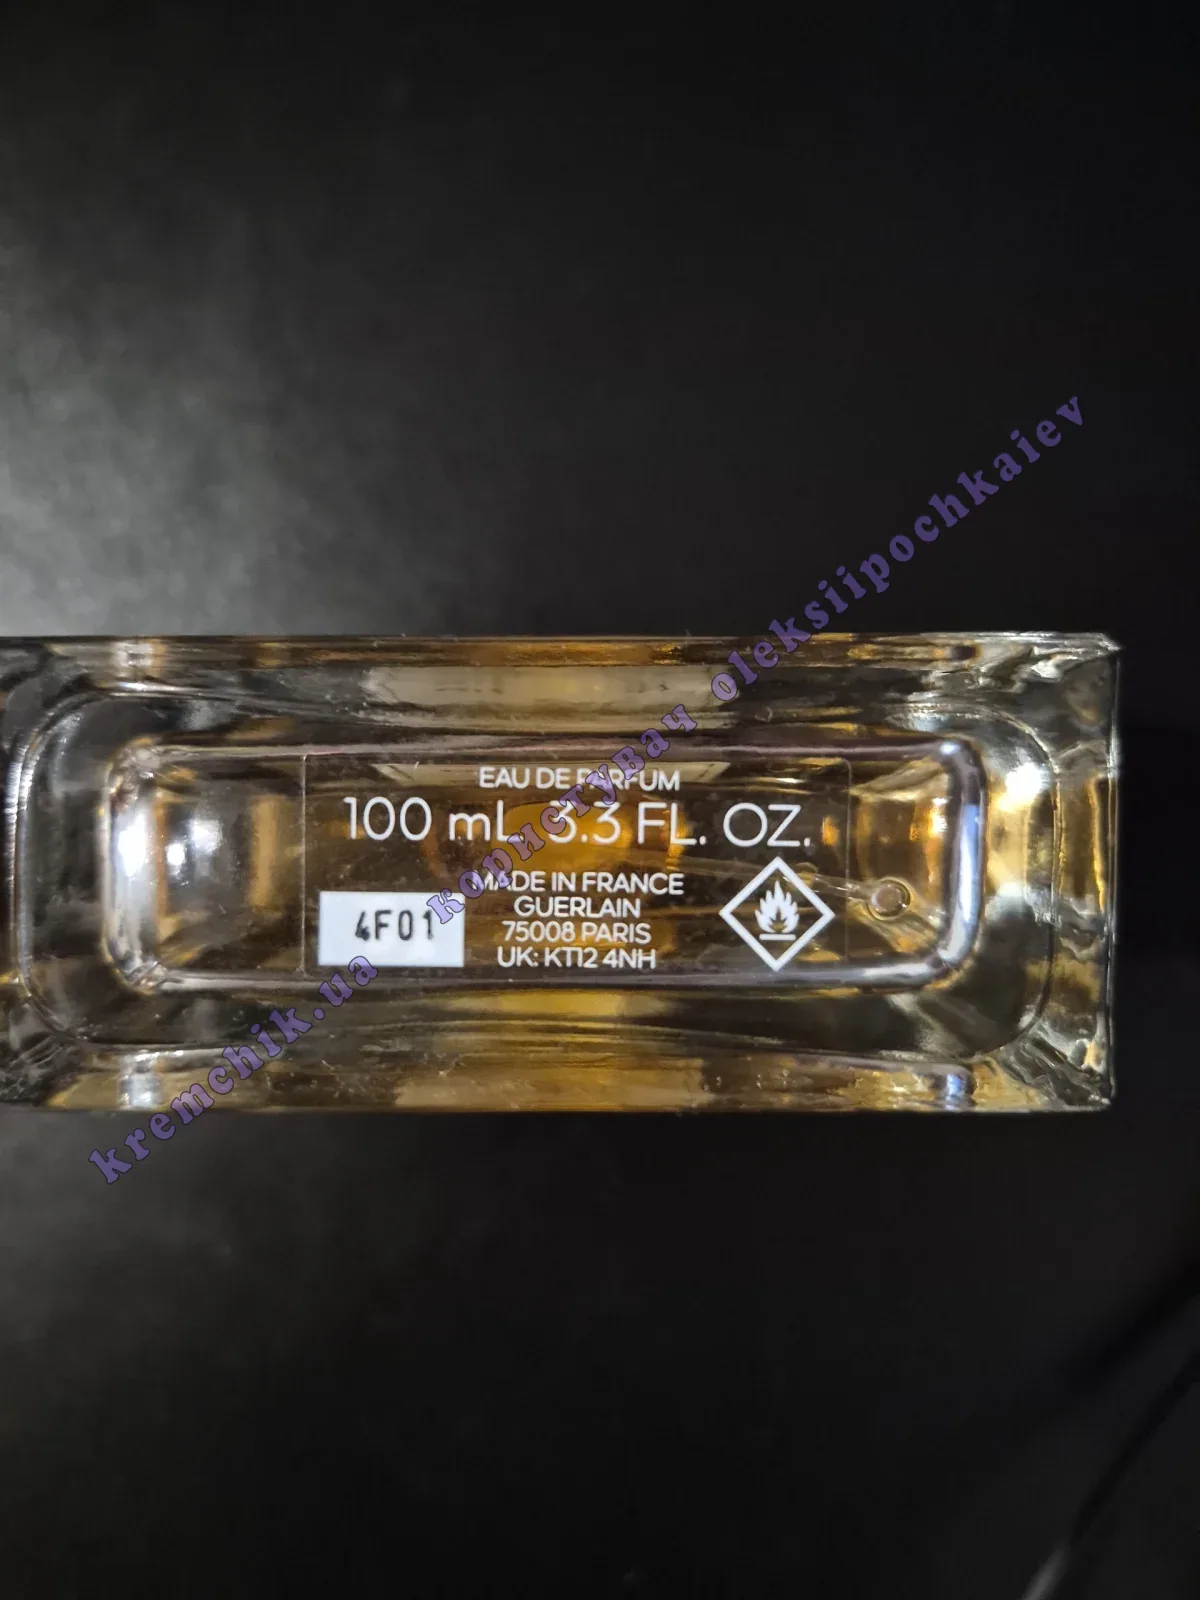 EAU DE PARFUM
100 mL 3.3 FL. OZ.
MADE IN FRANCE
GUERLAIN
75008 PARIS
UK: KT12 4NH
4F01
kremchik.ua користувач oleksiipochkaiev